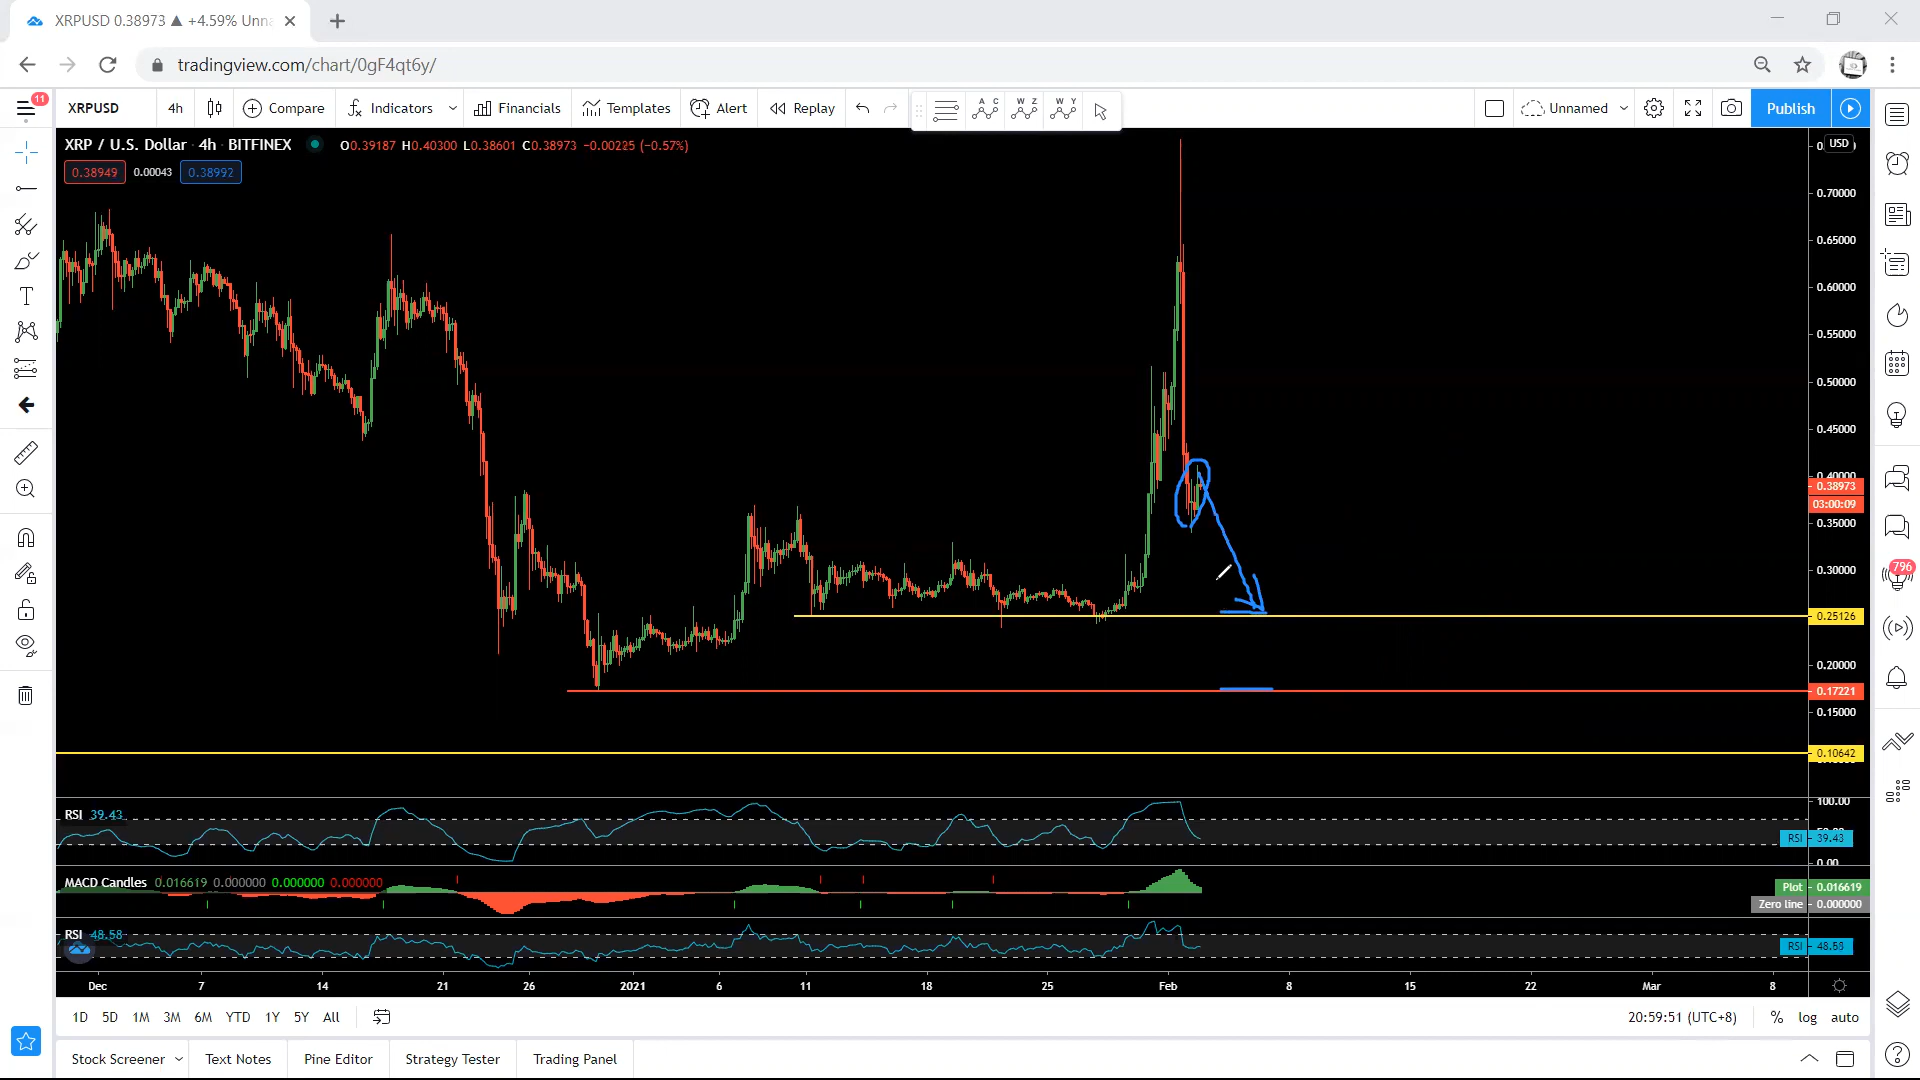 XRPUSD 0.38973 ▲ +4.59% Unna
tradingview.com/chart/0gF4qt6y/
11
XRPUSD 4h Compare Indicators Financials Templates Alert Replay A C W Z W Y Unnamed Publish
XRP / U.S. Dollar · 4h · BITFINEX O0.39187 H0.40300 L0.38601 C0.38973 −0.00225 (−0.57%)
0.38949 0.00043 0.38992
USD
0.70000
0.65000
0.60000
0.55000
0.50000
0.45000
0.40000
0.38973
03:00:09
0.35000
0.30000
0.25126
0.20000
0.17221
0.15000
0.10642
796
RSI 39.43
100.00
RSI 39.43
0.00
MACD Candles 0.016619 0.000000 0.000000 0.000000
Plot 0.016619
Zero line 0.000000
RSI 48.58
RSI 48.58
Dec 7 14 21 26 2021 6 11 18 25 Feb 8 15 22 Mar 8
1D 5D 1M 3M 6M YTD 1Y 5Y All 20:59:51 (UTC+8) % log auto
Stock Screener Text Notes Pine Editor Strategy Tester Trading Panel